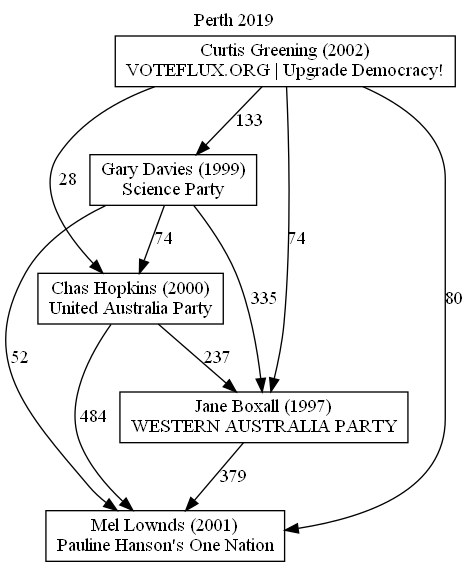 Perth 2019
Curtis Greening (2002)
VOTEFLUX.ORG | Upgrade Democracy!
133
Gary Davies (1999)
Science Party
28
74
74
80
Chas Hopkins (2000)
United Australia Party
335
52
237
Jane Boxall (1997)
WESTERN AUSTRALIA PARTY
484
379
Mel Lownds (2001)
Pauline Hanson's One Nation